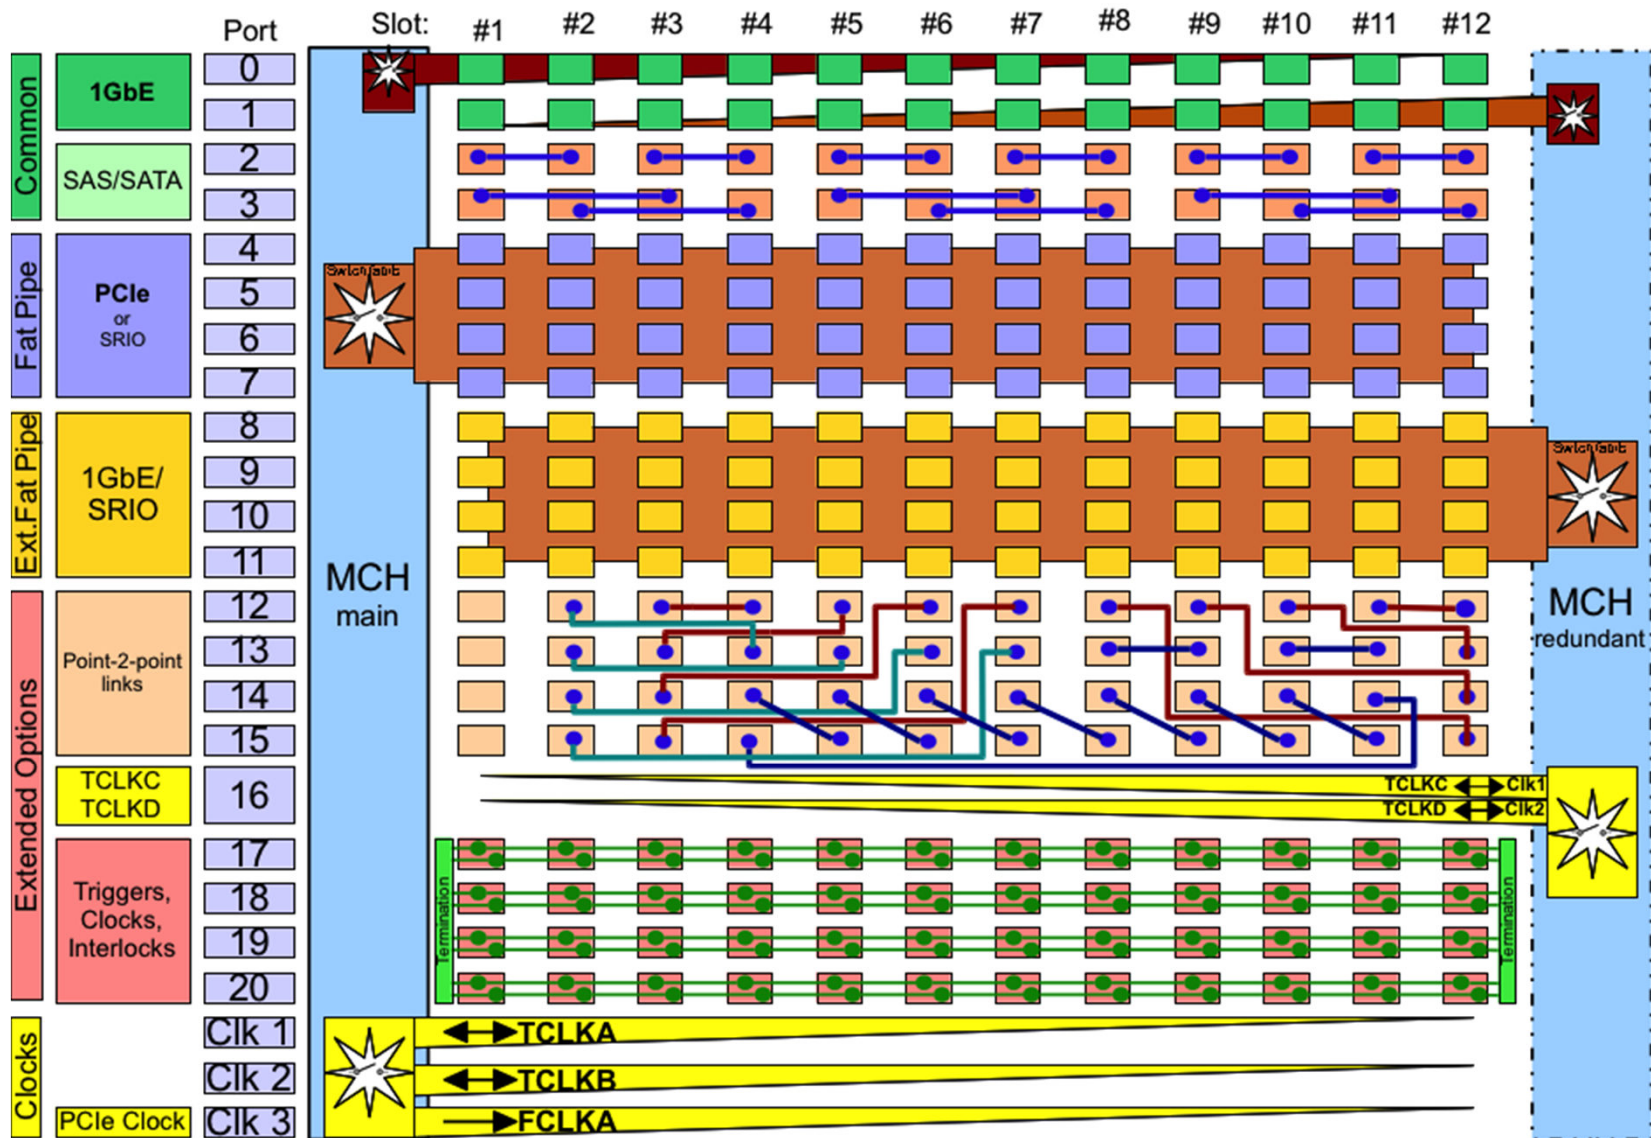 Port Slot: #1 #2 #3 #4 #5 #6 #7 #8 #9 #10 #11 #12
Common
1GbE
0
1
SAS/SATA
2
3
Fat Pipe
PCIe
or
SRIO
4
5
6
7
Switch fabric
Ext.Fat Pipe
1GbE/
SRIO
8
9
10
11
Switch fabric
MCH
main
MCH
redundant
Extended Options
Point-2-point
links
12
13
14
15
TCLKC
TCLKD
16
TCLKC Clk1
TCLKD Clk2
Triggers,
Clocks,
Interlocks
17
18
19
20
Termination
Termination
Clocks
Clk 1
TCLKA
Clk 2
TCLKB
PCIe Clock
Clk 3
FCLKA